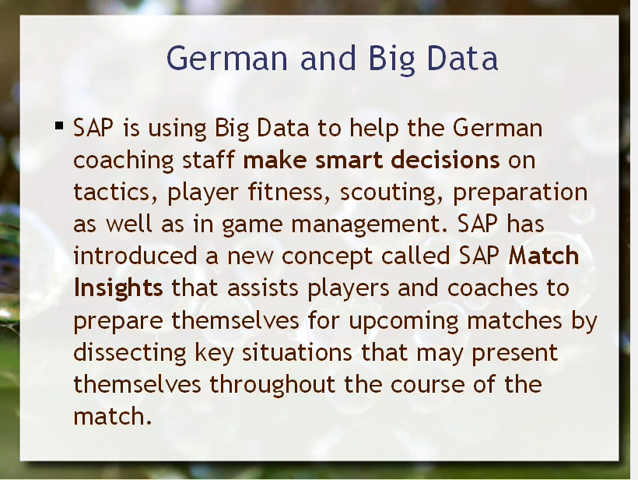 German and Big Data
▪ SAP is using Big Data to help the German
coaching staff make smart decisions on
tactics, player fitness, scouting, preparation
as well as in game management. SAP has
introduced a new concept called SAP Match
Insights that assists players and coaches to
prepare themselves for upcoming matches by
dissecting key situations that may present
themselves throughout the course of the
match.